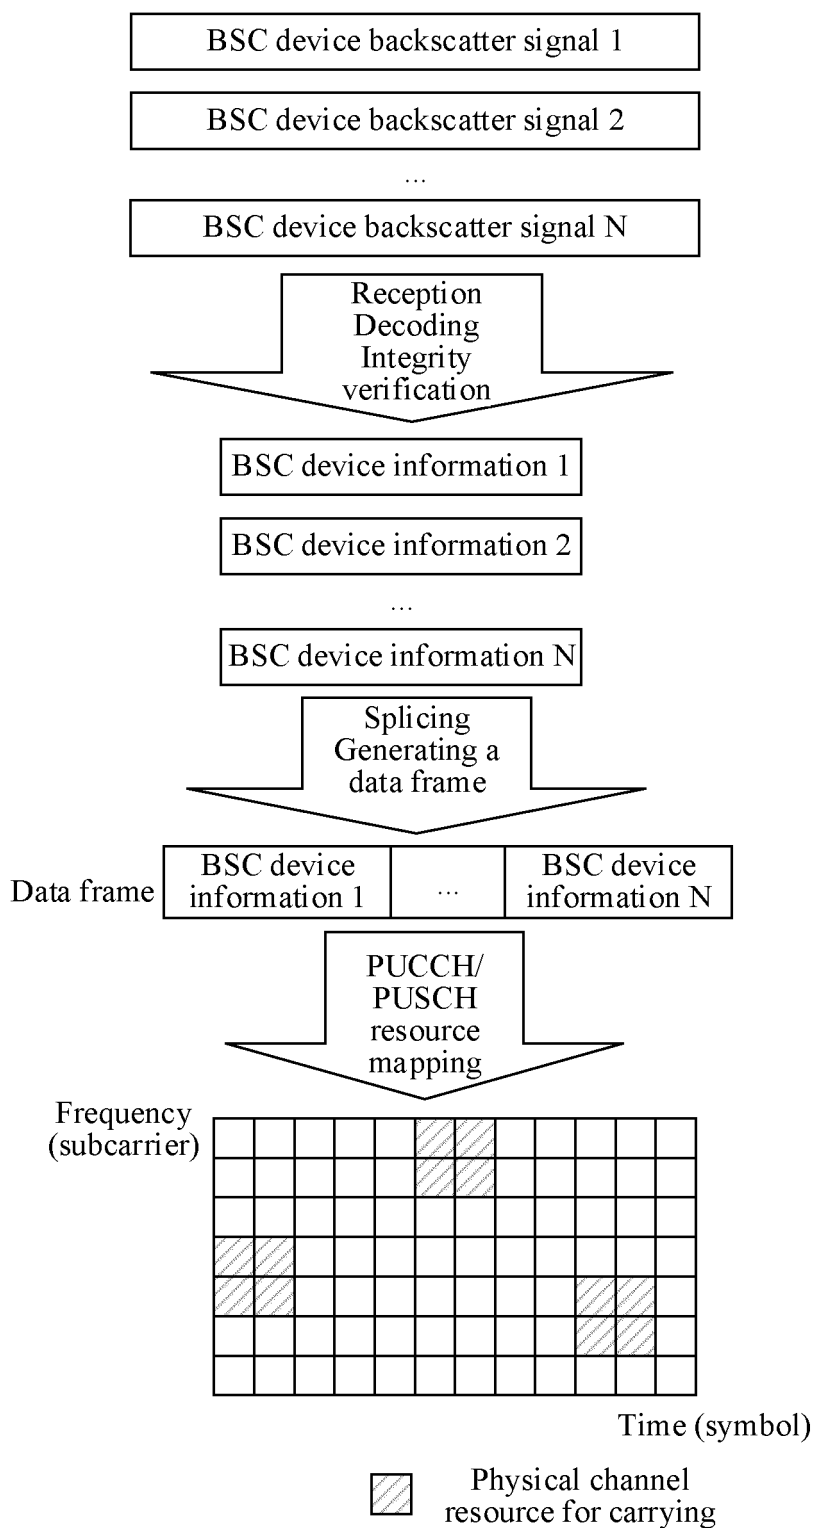 BSC device backscatter signal 1
BSC device backscatter signal 2
...
BSC device backscatter signal N
Reception
Decoding
Integrity
verification
BSC device information 1
BSC device information 2
...
BSC device information N
Splicing
Generating a
data frame
Data frame
BSC device
information 1
...
BSC device
information N
PUCCH/
PUSCH
resource
mapping
Frequency
(subcarrier)
Time (symbol)
Physical channel
resource for carrying